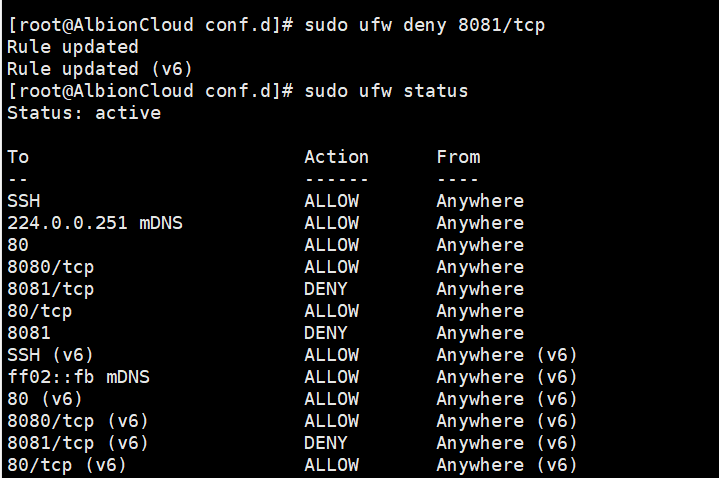 [root@AlbionCloud conf.d]# sudo ufw deny 8081/tcp
Rule updated
Rule updated (v6)
[root@AlbionCloud conf.d]# sudo ufw status
Status: active
To Action From
-- ------ ----
SSH ALLOW Anywhere
224.0.0.251 mDNS ALLOW Anywhere
80 ALLOW Anywhere
8080/tcp ALLOW Anywhere
8081/tcp DENY Anywhere
80/tcp ALLOW Anywhere
8081 DENY Anywhere
SSH (v6) ALLOW Anywhere (v6)
ff02::fb mDNS ALLOW Anywhere (v6)
80 (v6) ALLOW Anywhere (v6)
8080/tcp (v6) ALLOW Anywhere (v6)
8081/tcp (v6) DENY Anywhere (v6)
80/tcp (v6) ALLOW Anywhere (v6)